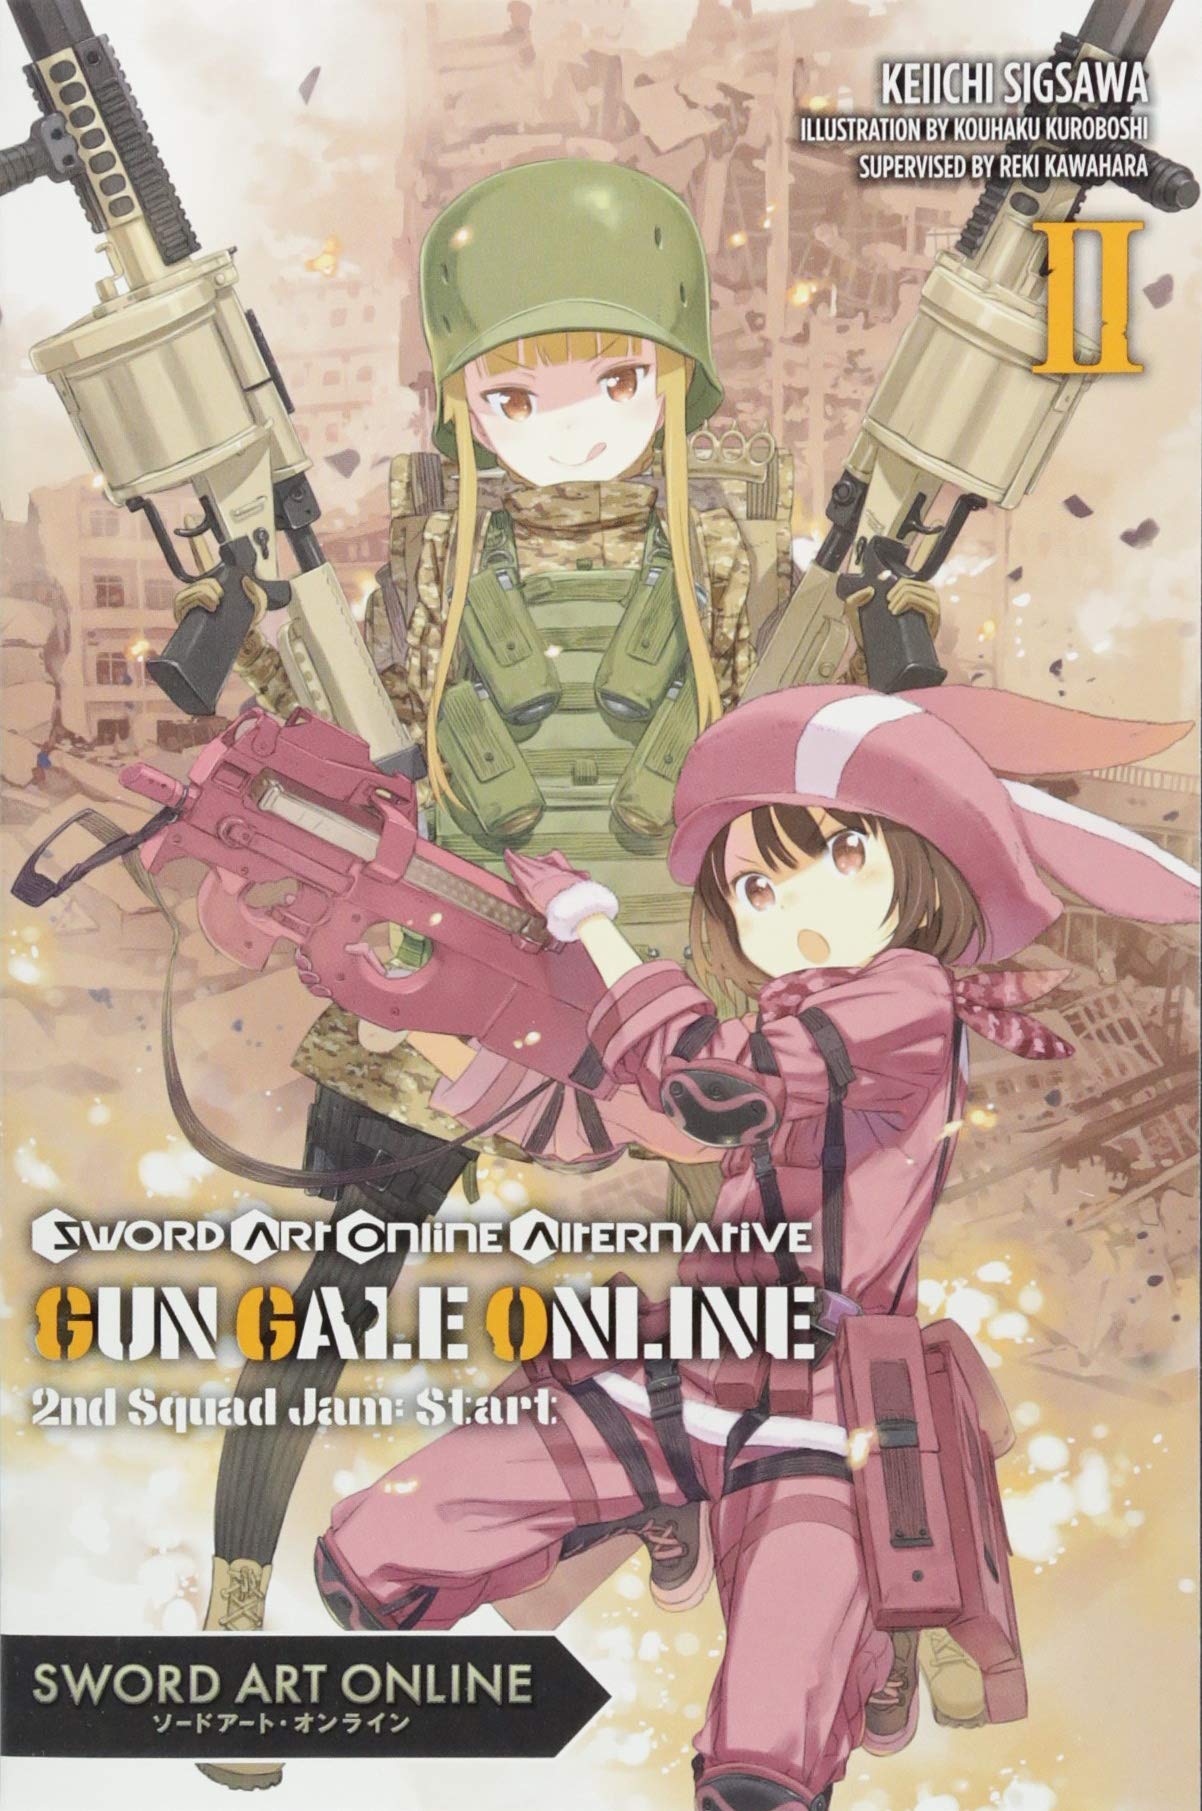 KEIICHI SIGSAWA
ILLUSTRATION BY KOUHAKU KUROBOSHI
SUPERVISED BY REKI KAWAHARA
II
SWORD ART ONLINE ALTERNATIVE
GUN GALE ONLINE
2nd Squad Jam: Start
SWORD ART ONLINE
ソードアート・オンライン